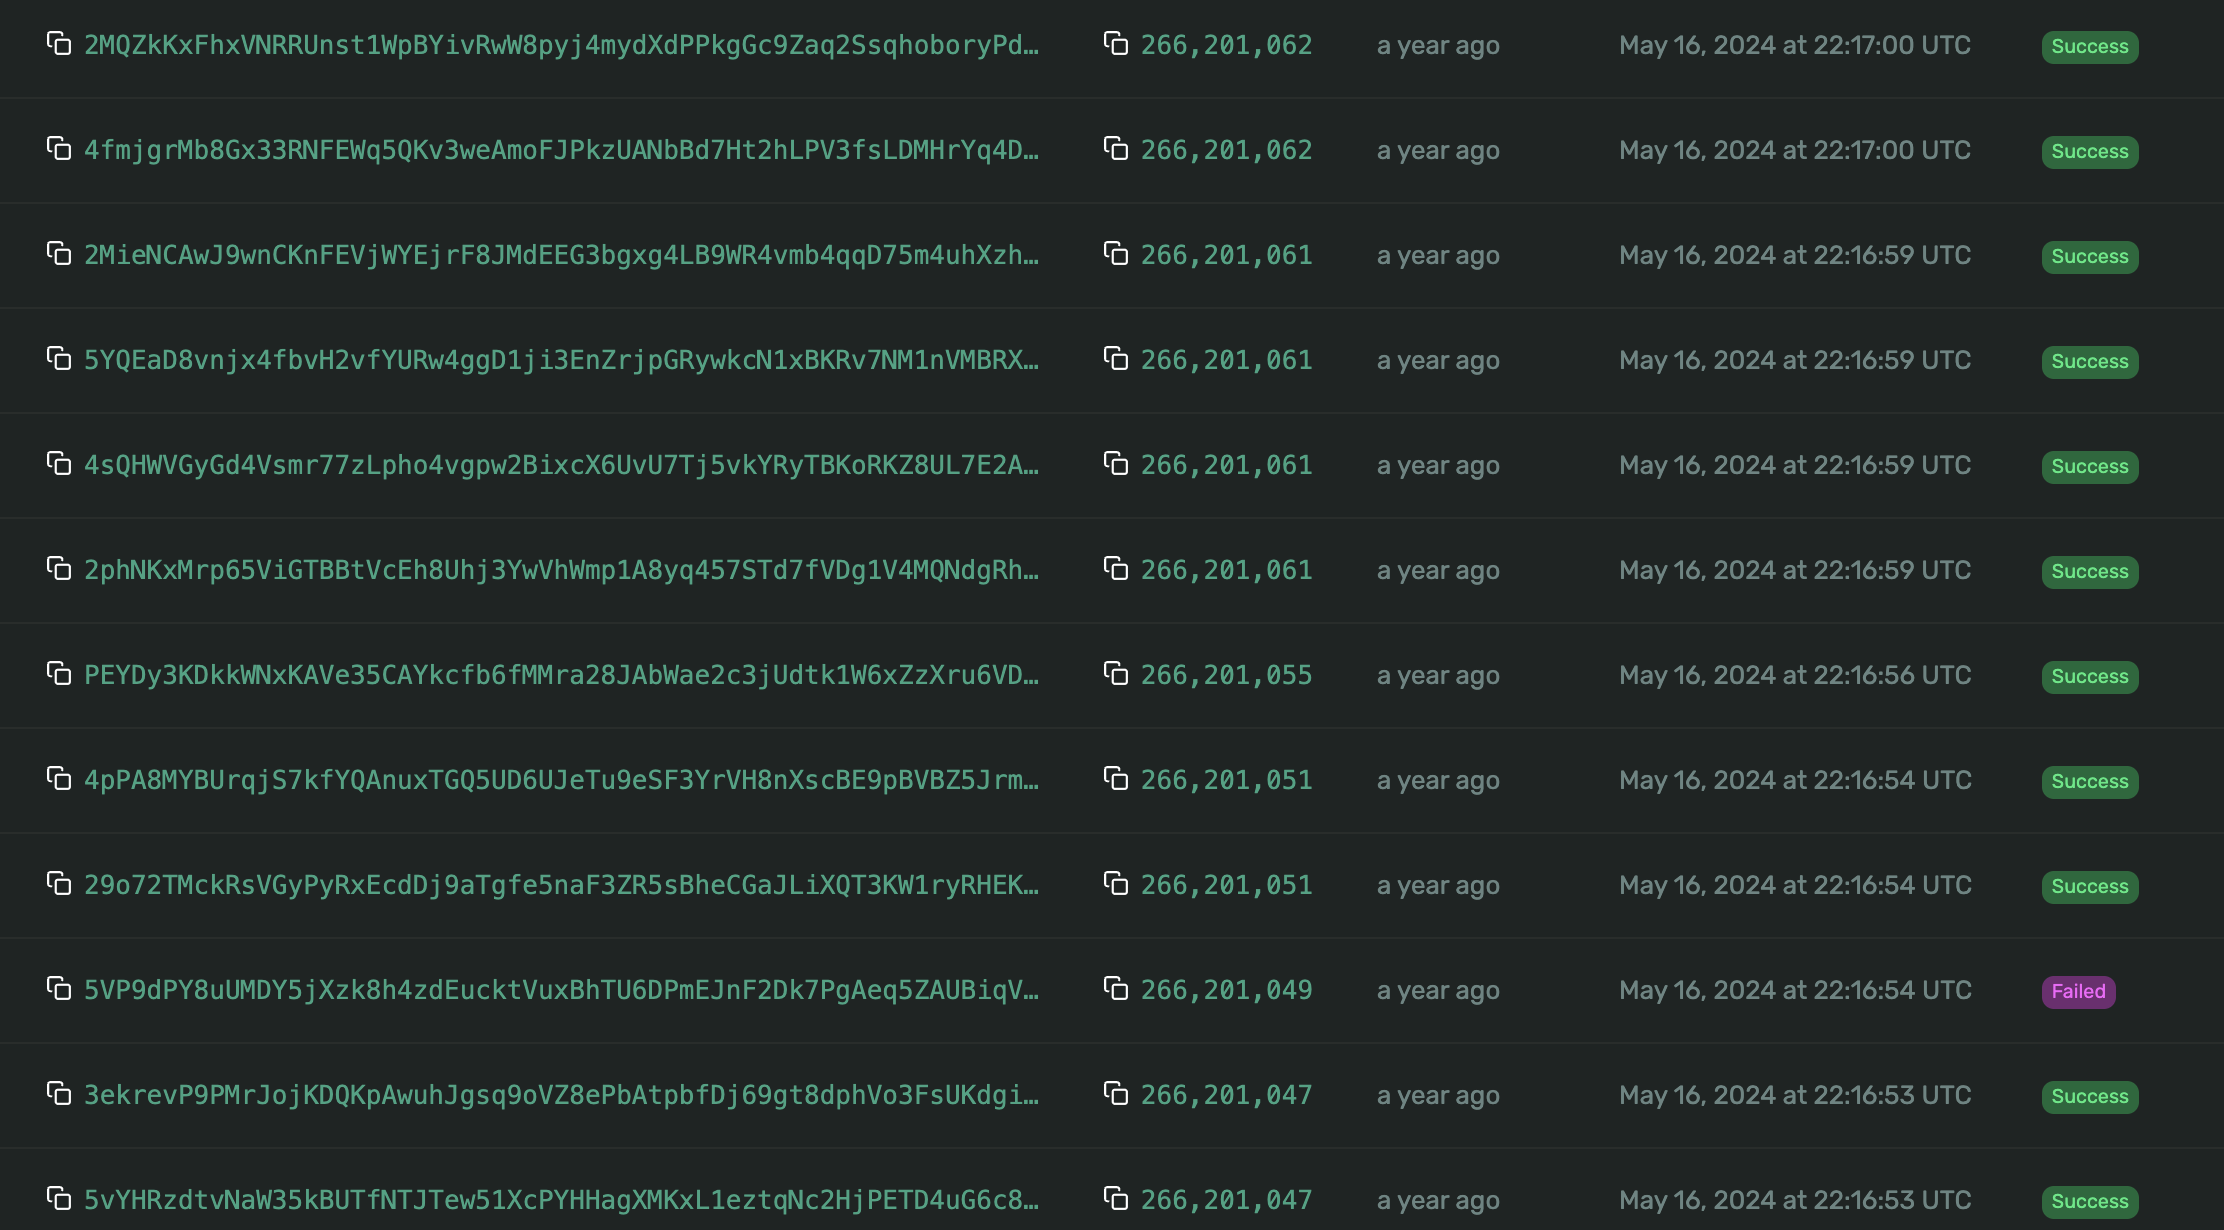 2MQZkKxFhxVNRRUnst1WpBYivRwW8pyj4mydXdPPkgGc9Zaq2SsqhoboryPd… 266,201,062 a year ago May 16, 2024 at 22:17:00 UTC Success
4fmjgrMb8Gx33RNFEWq5QKv3weAmoFJPkzUANbBd7Ht2hLPV3fsLDMHrYq4D… 266,201,062 a year ago May 16, 2024 at 22:17:00 UTC Success
2MieNCAwJ9wnCKnFEVjWYEjrF8JMdEEG3bgxg4LB9WR4vmb4qqD75m4uhXzh… 266,201,061 a year ago May 16, 2024 at 22:16:59 UTC Success
5YQEaD8vnjx4fbvH2vfYURw4ggD1ji3EnZrjpGRywkcN1xBKRv7NM1nVMBRX… 266,201,061 a year ago May 16, 2024 at 22:16:59 UTC Success
4sQHWVGyGd4Vsmr77zLpho4vgpw2BixcX6UvU7Tj5vkYRyTBKoRKZ8UL7E2A… 266,201,061 a year ago May 16, 2024 at 22:16:59 UTC Success
2phNKxMrp65ViGTBBtVcEh8Uhj3YwVhWmp1A8yq457STd7fVDg1V4MQNdgRh… 266,201,061 a year ago May 16, 2024 at 22:16:59 UTC Success
PEYDy3KDkkWNxKAVe35CAYkcfb6fMMra28JAbWae2c3jUdtk1W6xZzXru6VD… 266,201,055 a year ago May 16, 2024 at 22:16:56 UTC Success
4pPA8MYBUrqjS7kfYQAnuxTGQ5UD6UJeTu9eSF3YrVH8nXscBE9pBVBZ5Jrm… 266,201,051 a year ago May 16, 2024 at 22:16:54 UTC Success
29o72TMckRsVGyPyRxEcdDj9aTgfe5naF3ZR5sBheCGaJLiXQT3KW1ryRHEK… 266,201,051 a year ago May 16, 2024 at 22:16:54 UTC Success
5VP9dPY8uUMDY5jXzk8h4zdEucktVuxBhTU6DPmEJnF2Dk7PgAeq5ZAUBiqV… 266,201,049 a year ago May 16, 2024 at 22:16:54 UTC Failed
3ekrevP9PMrJojKDQKpAwuhJgsq9oVZ8ePbAtpbfDj69gt8dphVo3FsUKdgi… 266,201,047 a year ago May 16, 2024 at 22:16:53 UTC Success
5vYHRzdtvNaW35kBUTfNTJTew51XcPYHHagXMKxL1eztqNc2HjPETD4uG6c8… 266,201,047 a year ago May 16, 2024 at 22:16:53 UTC Success